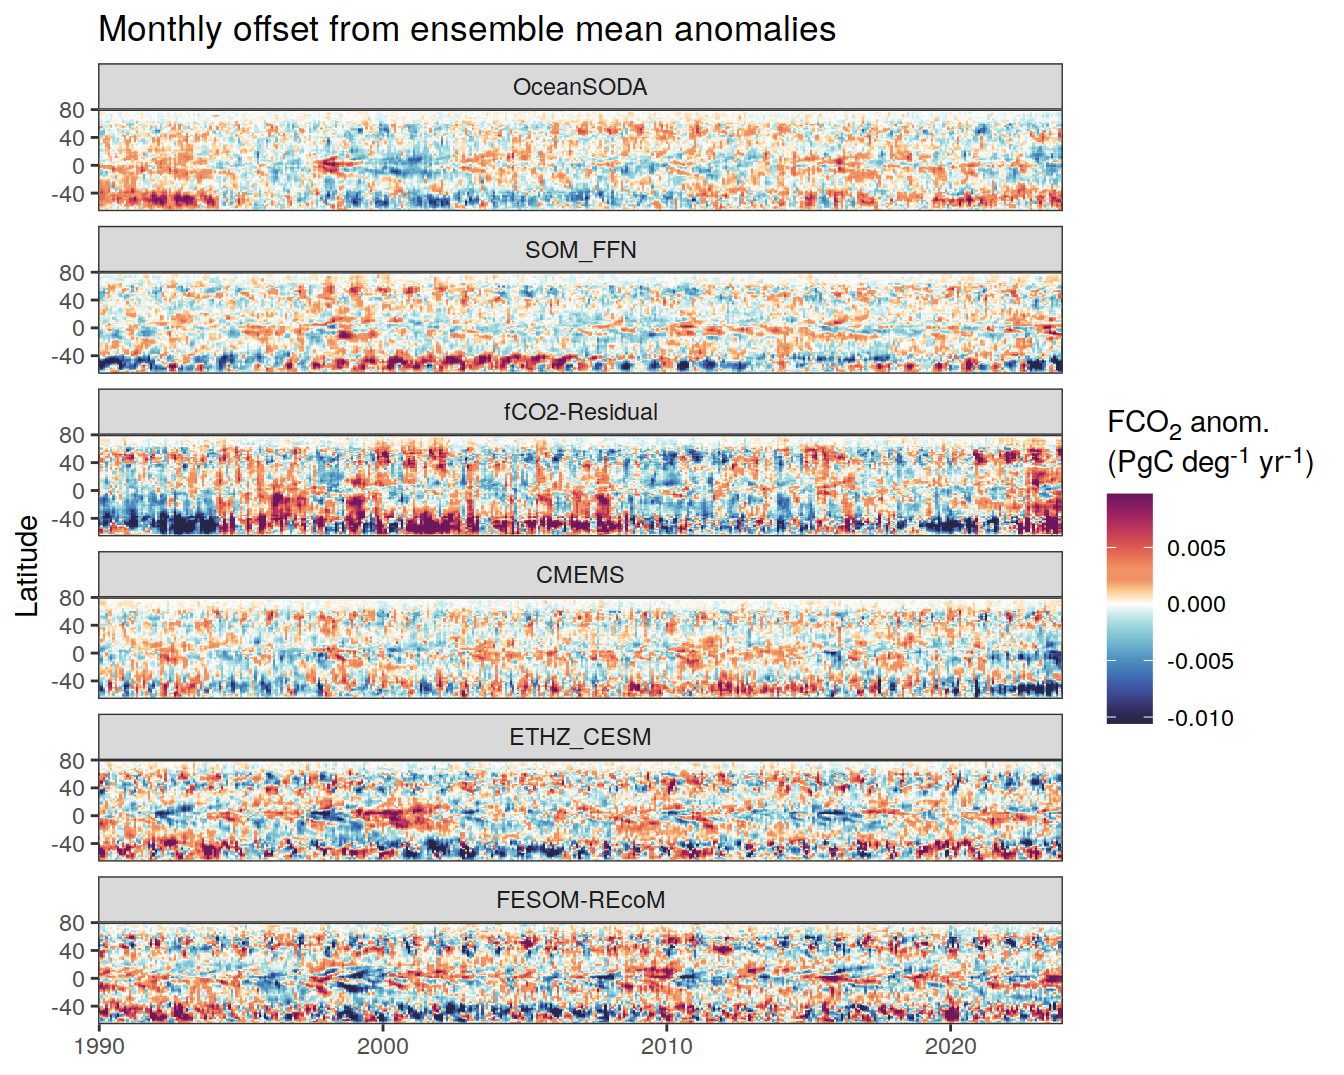 Monthly offset from ensemble mean anomalies
OceanSODA
80
40
0
-40
SOM_FFN
80
40
0
-40
fCO2-Residual
80
40
0
-40
CMEMS
80
40
0
-40
ETHZ_CESM
80
40
0
-40
FESOM-REcoM
80
40
0
-40
1990 2000 2010 2020
Latitude
FCO₂ anom.
(PgC deg⁻¹ yr⁻¹)
0.005
0.000
-0.005
-0.010